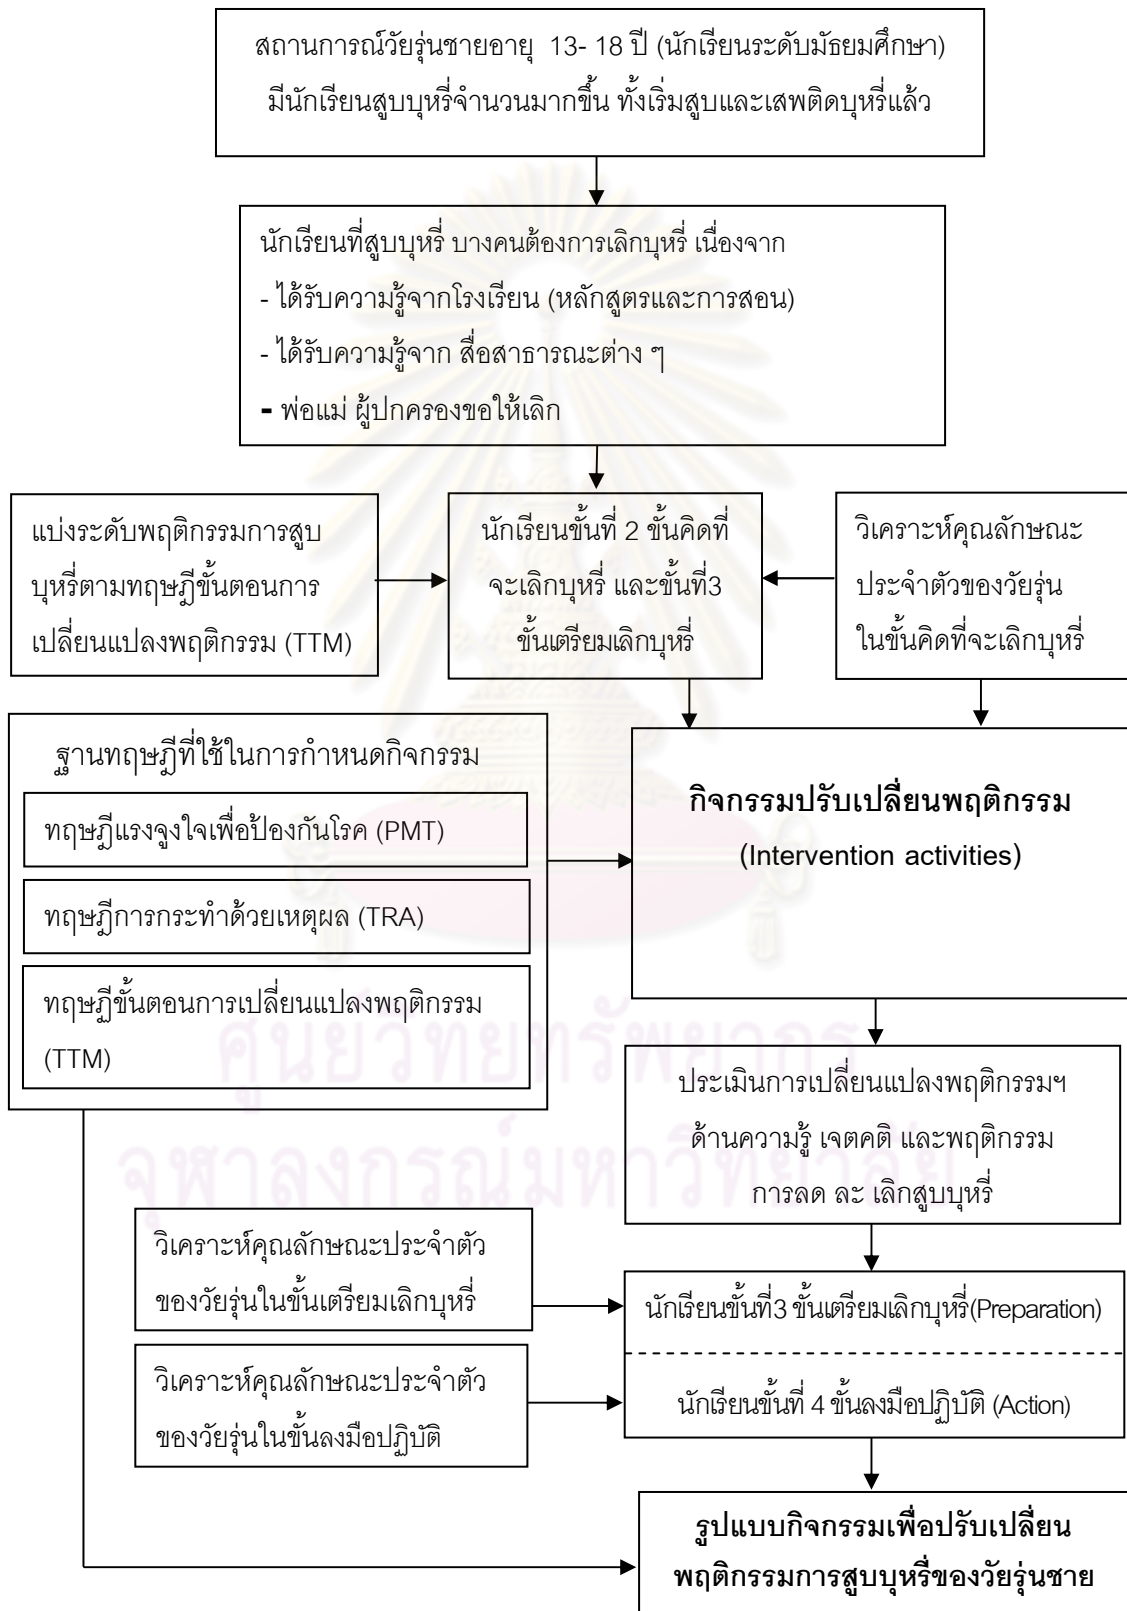 สถานการณ์วัยรุ่นชายอายุ 13- 18 ปี (นักเรียนระดับมัธยมศึกษา)
มีนักเรียนสูบบุหรี่จำนวนมากขึ้น ทั้งเริ่มสูบและเสพติดบุหรี่แล้ว
นักเรียนที่สูบบุหรี่ บางคนต้องการเลิกบุหรี่ เนื่องจาก
- ได้รับความรู้จากโรงเรียน (หลักสูตรและการสอน)
- ได้รับความรู้จาก สื่อสาธารณะต่าง ๆ
- พ่อแม่ ผู้ปกครองขอให้เลิก
แบ่งระดับพฤติกรรมการสูบ
บุหรี่ตามทฤษฎีขั้นตอนการ
เปลี่ยนแปลงพฤติกรรม (TTM)
นักเรียนขั้นที่ 2 ขั้นคิดที่
จะเลิกบุหรี่ และขั้นที่3
ขั้นเตรียมเลิกบุหรี่
วิเคราะห์คุณลักษณะ
ประจำตัวของวัยรุ่น
ในขั้นคิดที่จะเลิกบุหรี่
ฐานทฤษฎีที่ใช้ในการกำหนดกิจกรรม
ทฤษฎีแรงจูงใจเพื่อป้องกันโรค (PMT)
ทฤษฎีการกระทำด้วยเหตุผล (TRA)
ทฤษฎีขั้นตอนการเปลี่ยนแปลงพฤติกรรม
(TTM)
กิจกรรมปรับเปลี่ยนพฤติกรรม
(Intervention activities)
ประเมินการเปลี่ยนแปลงพฤติกรรมฯ
ด้านความรู้ เจตคติ และพฤติกรรม
การลด ละ เลิกสูบบุหรี่
วิเคราะห์คุณลักษณะประจำตัว
ของวัยรุ่นในขั้นเตรียมเลิกบุหรี่
นักเรียนขั้นที่3 ขั้นเตรียมเลิกบุหรี่(Preparation)
วิเคราะห์คุณลักษณะประจำตัว
ของวัยรุ่นในขั้นลงมือปฏิบัติ
นักเรียนขั้นที่ 4 ขั้นลงมือปฏิบัติ (Action)
รูปแบบกิจกรรมเพื่อปรับเปลี่ยน
พฤติกรรมการสูบบุหรี่ของวัยรุ่นชาย
ศูนย์วิทยทรัพยากร
จุฬาลงกรณ์มหาวิทยาลัย